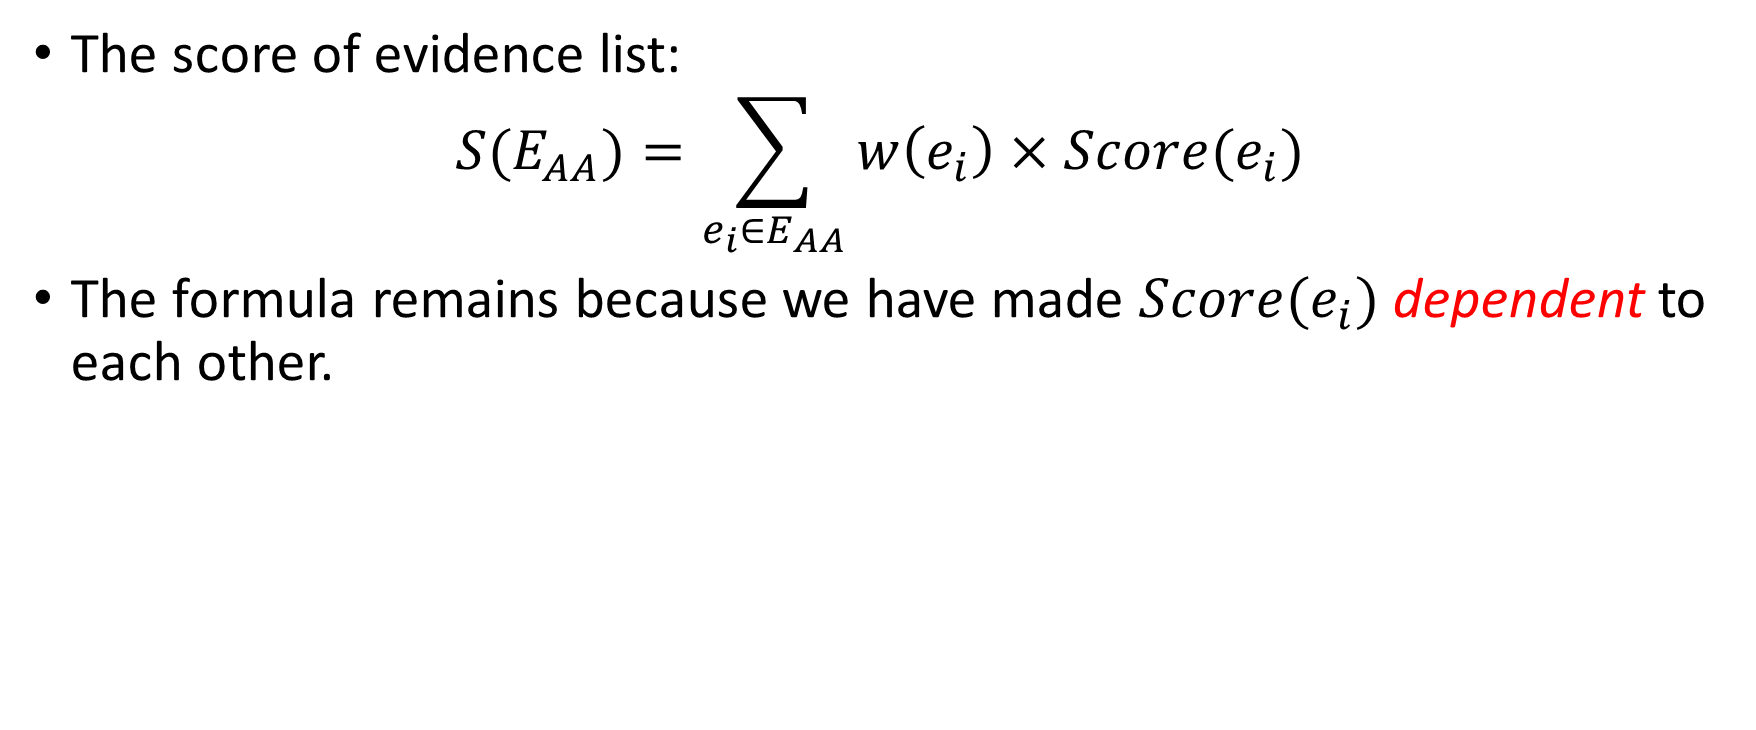 • The score of evidence list:
S(E_AA) = ∑_{e_i∈E_AA} w(e_i) × Score(e_i)
• The formula remains because we have made Score(e_i) dependent to
each other.